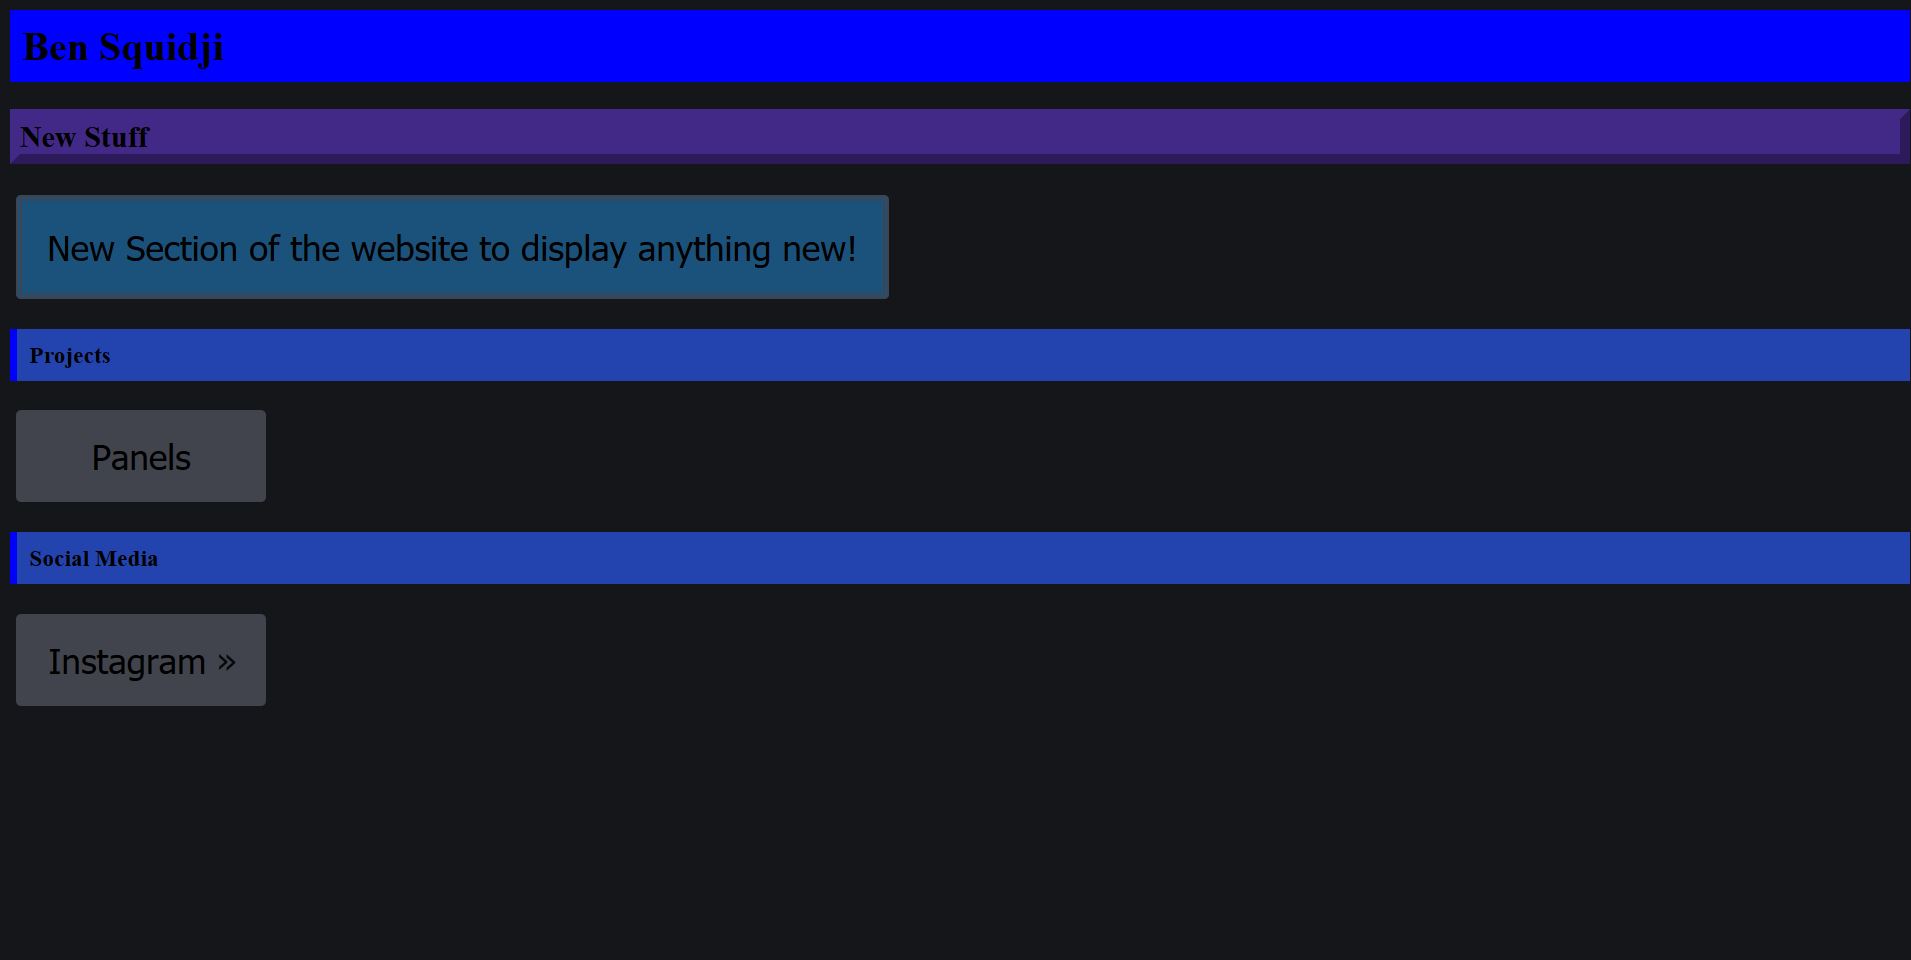 Ben Squidji
New Stuff
New Section of the website to display anything new!
Projects
Panels
Social Media
Instagram »